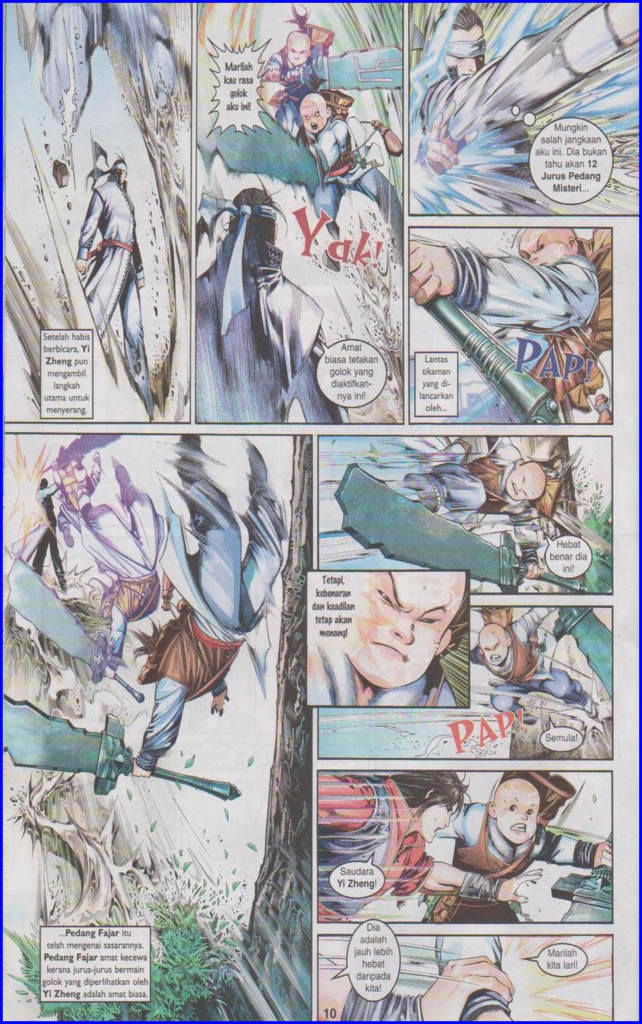 Setelah habis
berbicara, Yi
Zheng pun
mengambil
langkah
utama untuk
menyerang.
Marilah
kau rasa
golok
aku ini!
Yak!
Amat
biasa tetakan
golok yang
diaktifkan-
nya ini!
Mungkin
salah jangkaan
aku ini. Dia bukan
tahu akan 12
Jurus Pedang
Misteri...
Lantas
tikaman
yang di-
lancarkan
oleh...
PAP!
...Pedang Fajar itu
telah mengenai sasarannya.
Pedang Fajar amat kecewa
kerana jurus-jurus bermain
golok yang diperlihatkan oleh
Yi Zheng adalah amat biasa.
Hebat
benar dia
ini!
Tetapi,
kebenaran
dan keadilan
tetap akan
menang!
PAP!
Semula!
Saudara
Yi Zheng!
Dia
adalah
jauh lebih
hebat
daripada
kita!
Marilah
kita lari!
10